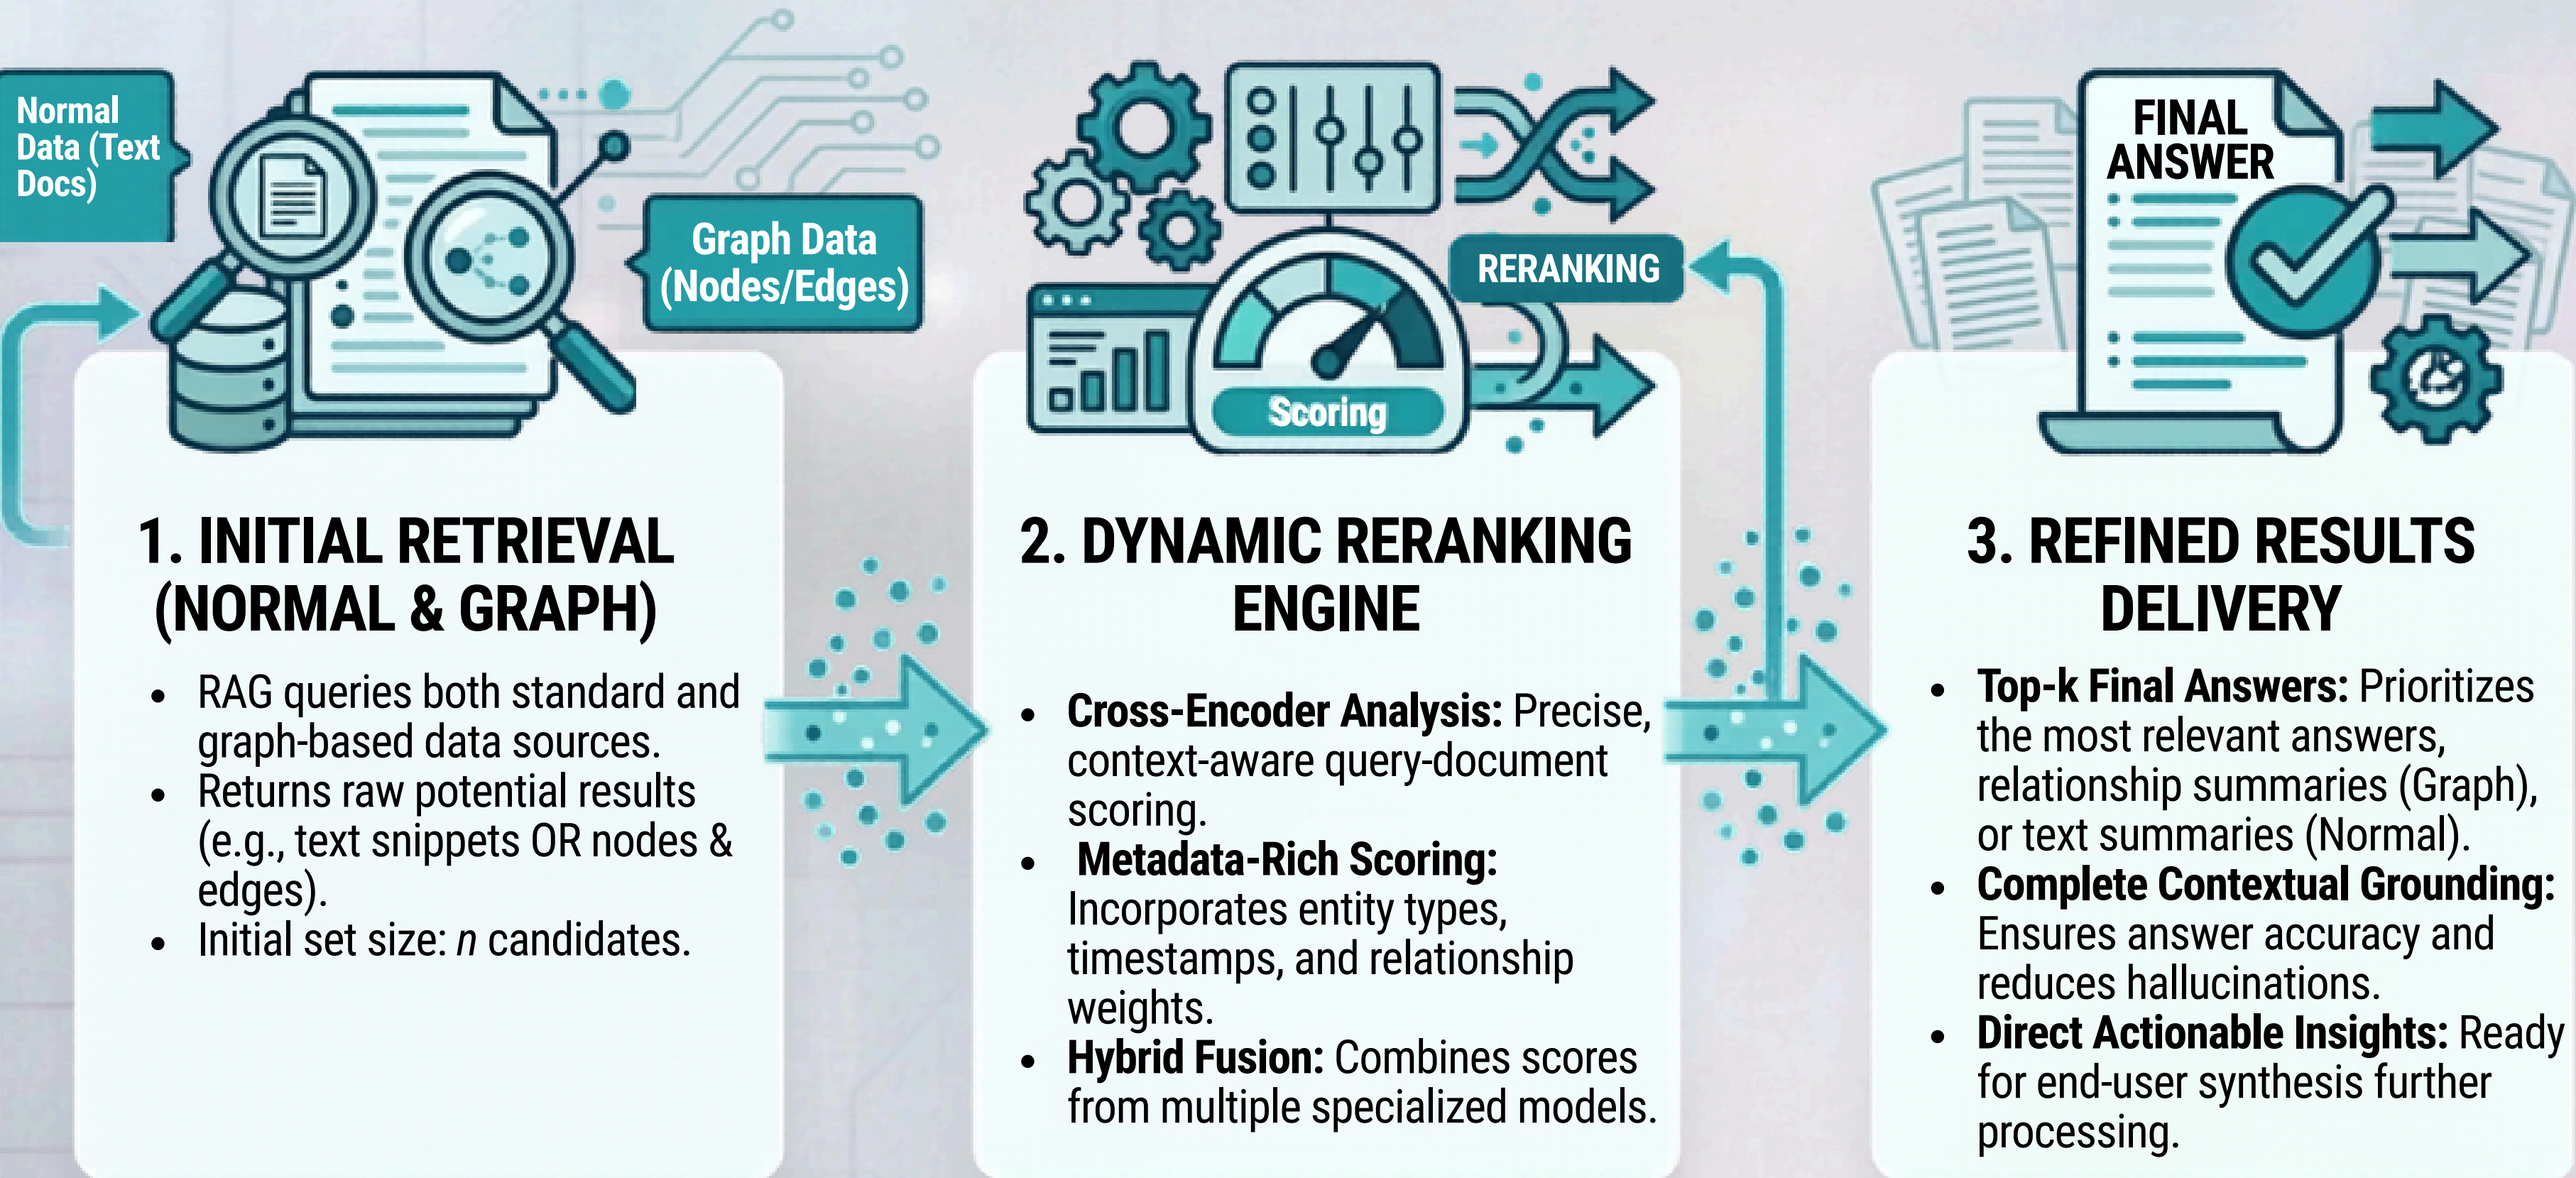 Normal
Data (Text
Docs)
Graph Data
(Nodes/Edges)
1. INITIAL RETRIEVAL
(NORMAL & GRAPH)
• RAG queries both standard and
graph-based data sources.
• Returns raw potential results
(e.g., text snippets OR nodes &
edges).
• Initial set size: n candidates.
RERANKING
Scoring
2. DYNAMIC RERANKING
ENGINE
• Cross-Encoder Analysis: Precise,
context-aware query-document
scoring.
• Metadata-Rich Scoring:
Incorporates entity types,
timestamps, and relationship
weights.
• Hybrid Fusion: Combines scores
from multiple specialized models.
FINAL
ANSWER
3. REFINED RESULTS
DELIVERY
• Top-k Final Answers: Prioritizes
the most relevant answers,
relationship summaries (Graph),
or text summaries (Normal).
• Complete Contextual Grounding:
Ensures answer accuracy and
reduces hallucinations.
• Direct Actionable Insights: Ready
for end-user synthesis further
processing.